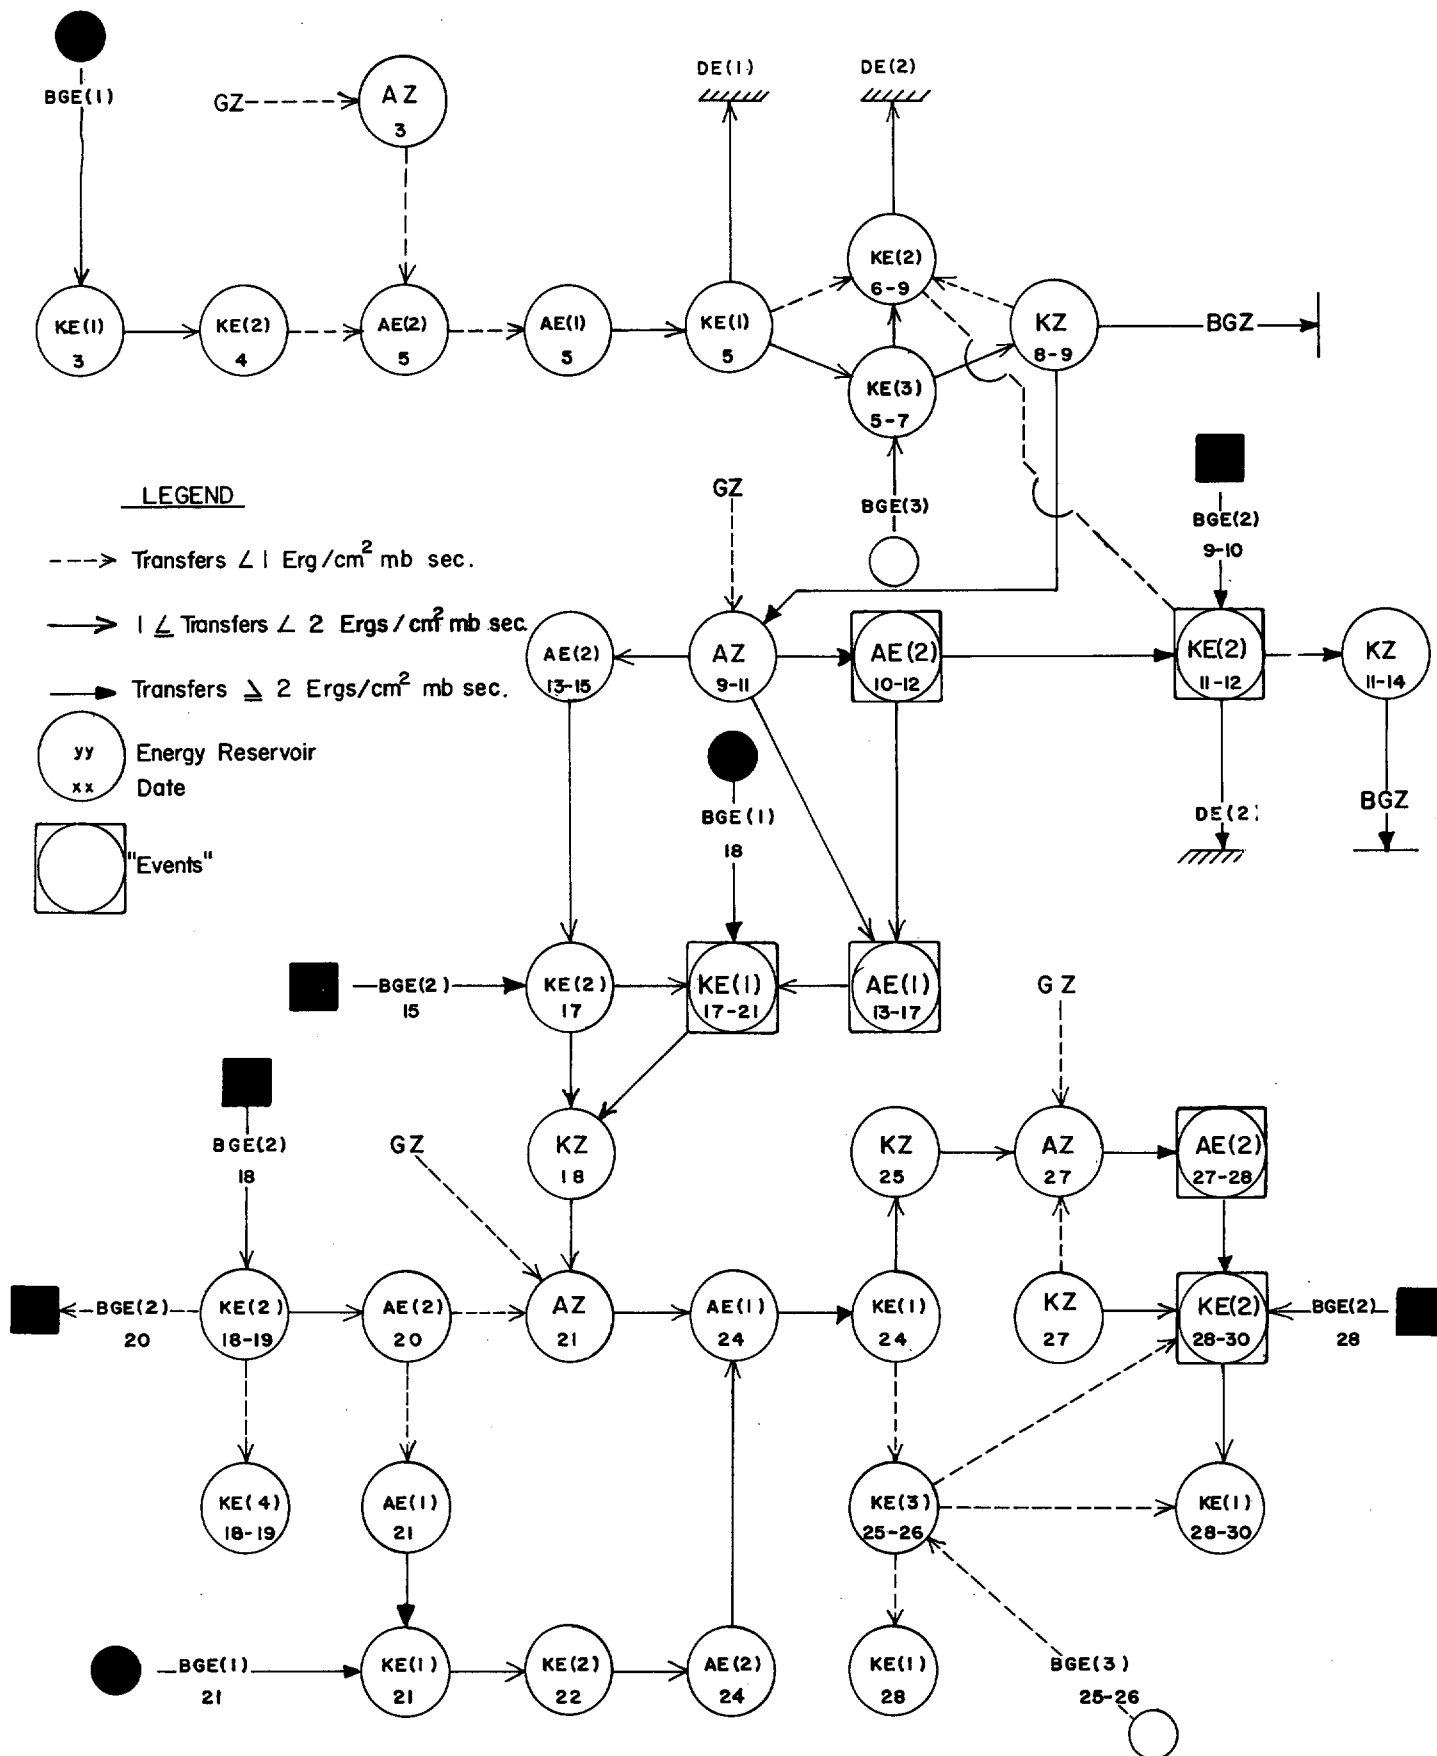 DE(1)
DE(2)
BGE(1)
GZ
AZ
3
KE(1)
3
KE(2)
4
AE(2)
5
AE(1)
5
KE(1)
5
KE(2)
6-9
KE(3)
5-7
KZ
8-9
BGZ
LEGEND
Transfers ∠ 1 Erg/cm² mb sec.
1 ≤ Transfers ∠ 2 Ergs/cm² mb sec.
Transfers ≥ 2 Ergs/cm² mb sec.
yy
xx
Energy Reservoir
Date
"Events"
GZ
BGE(3)
BGE(2)
9-10
AE(2)
13-15
AZ
9-11
AE(2)
10-12
KE(2)
11-12
KZ
11-14
BGE(1)
18
DE(2)
BGZ
BGE(2)
15
KE(2)
17
KE(1)
17-21
AE(1)
13-17
GZ
BGE(2)
18
GZ
KZ
18
KZ
25
AZ
27
AE(2)
27-28
BGE(2)
20
KE(2)
18-19
AE(2)
20
AZ
21
AE(1)
24
KE(1)
24
KZ
27
KE(2)
28-30
BGE(2)
28
KE(4)
18-19
AE(1)
21
KE(3)
25-26
KE(1)
28-30
BGE(1)
21
KE(1)
21
KE(2)
22
AE(2)
24
KE(1)
28
BGE(3)
25-26